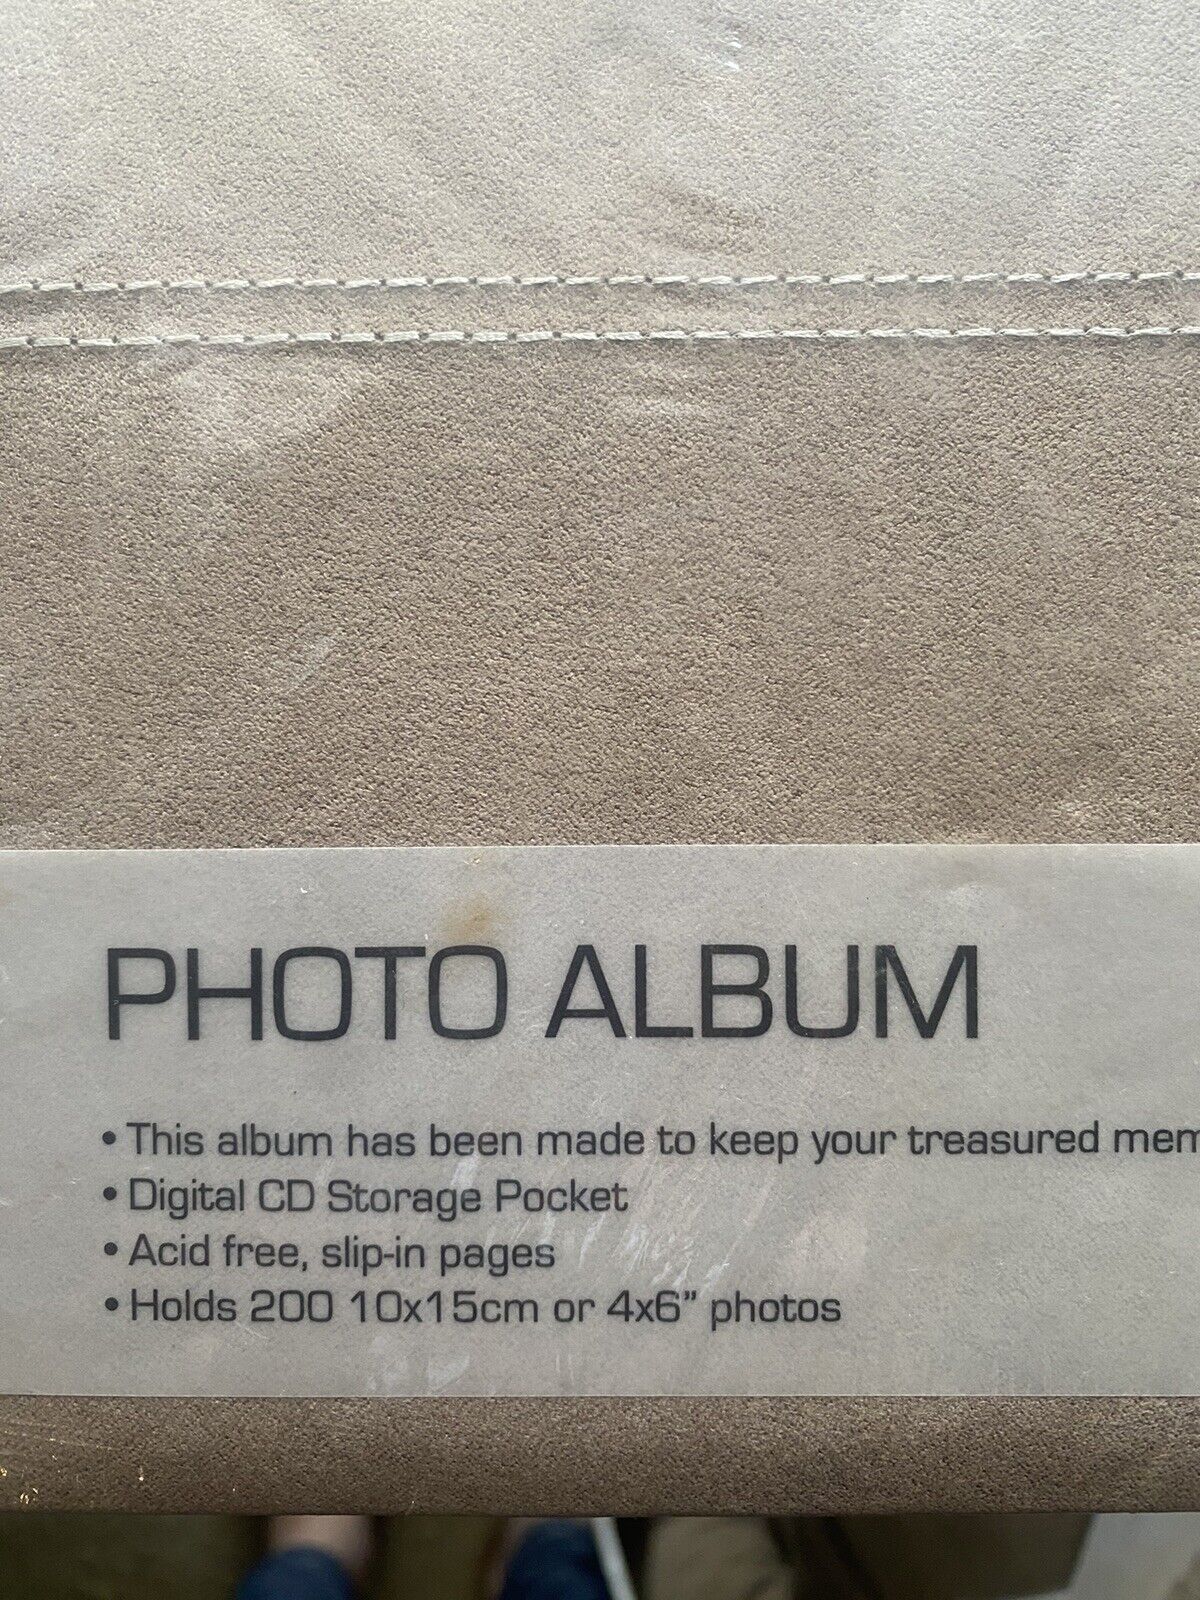 PHOTO ALBUM
• This album has been made to keep your treasured mem
• Digital CD Storage Pocket
• Acid free, slip-in pages
• Holds 200 10x15cm or 4x6” photos